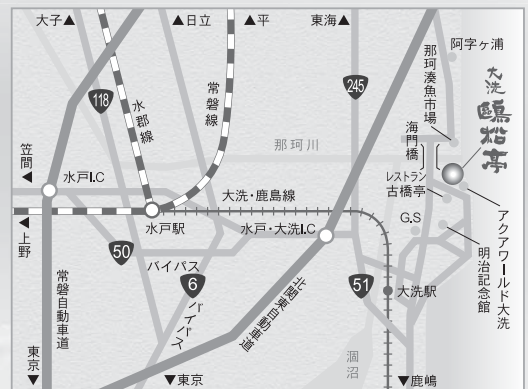 大子▲
▲日立
▲平
東海▲
阿字ヶ浦
那珂湊魚市場
大洗
鷗松亭
118
水郡線
常磐線
245
那珂川
海門橋
笠間
◀
水戸I.C
レストラン
古橋亭
大洗・鹿島線
G.S
アクアワールド大洗
明治記念館
◀
上野
水戸駅
水戸・大洗I.C
50
バイパス
6
バイパス
51
大洗駅
常磐自動車道
北関東自動車道
涸沼
東京
▼
▼東京
▼鹿嶋